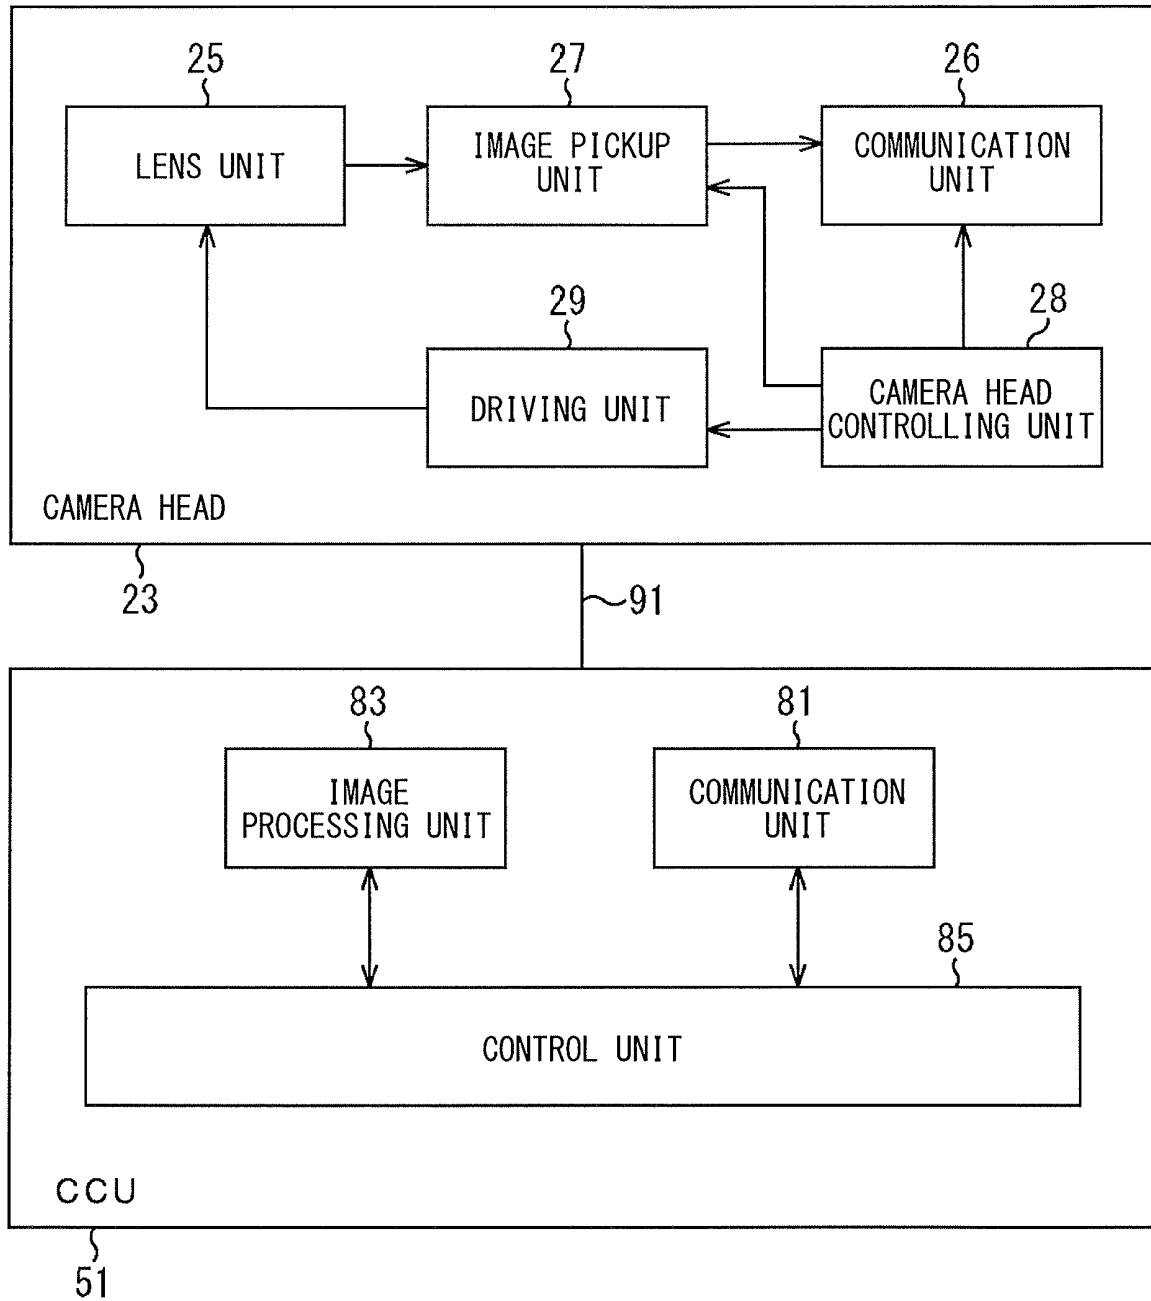 25
27
26
LENS UNIT
IMAGE PICKUP
UNIT
COMMUNICATION
UNIT
29
28
DRIVING UNIT
CAMERA HEAD
CONTROLLING UNIT
CAMERA HEAD
23
91
83
81
IMAGE
PROCESSING UNIT
COMMUNICATION
UNIT
85
CONTROL UNIT
CCU
51